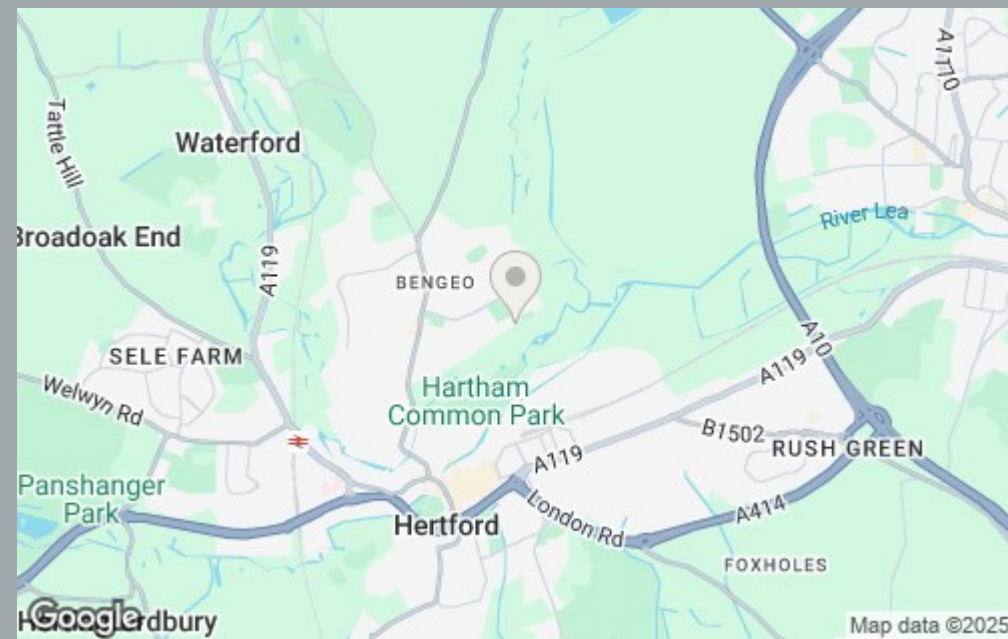 A1170
Tattle Hill
Waterford
River Lea
Broadoak End
A119
BENGEO
A10
SELE FARM
A119
Welwyn Rd
Hartham
Common Park
B1502
RUSH GREEN
A119
Panshanger
Park
London Rd
A414
Hertford
FOXHOLES
Google
Map data ©2025